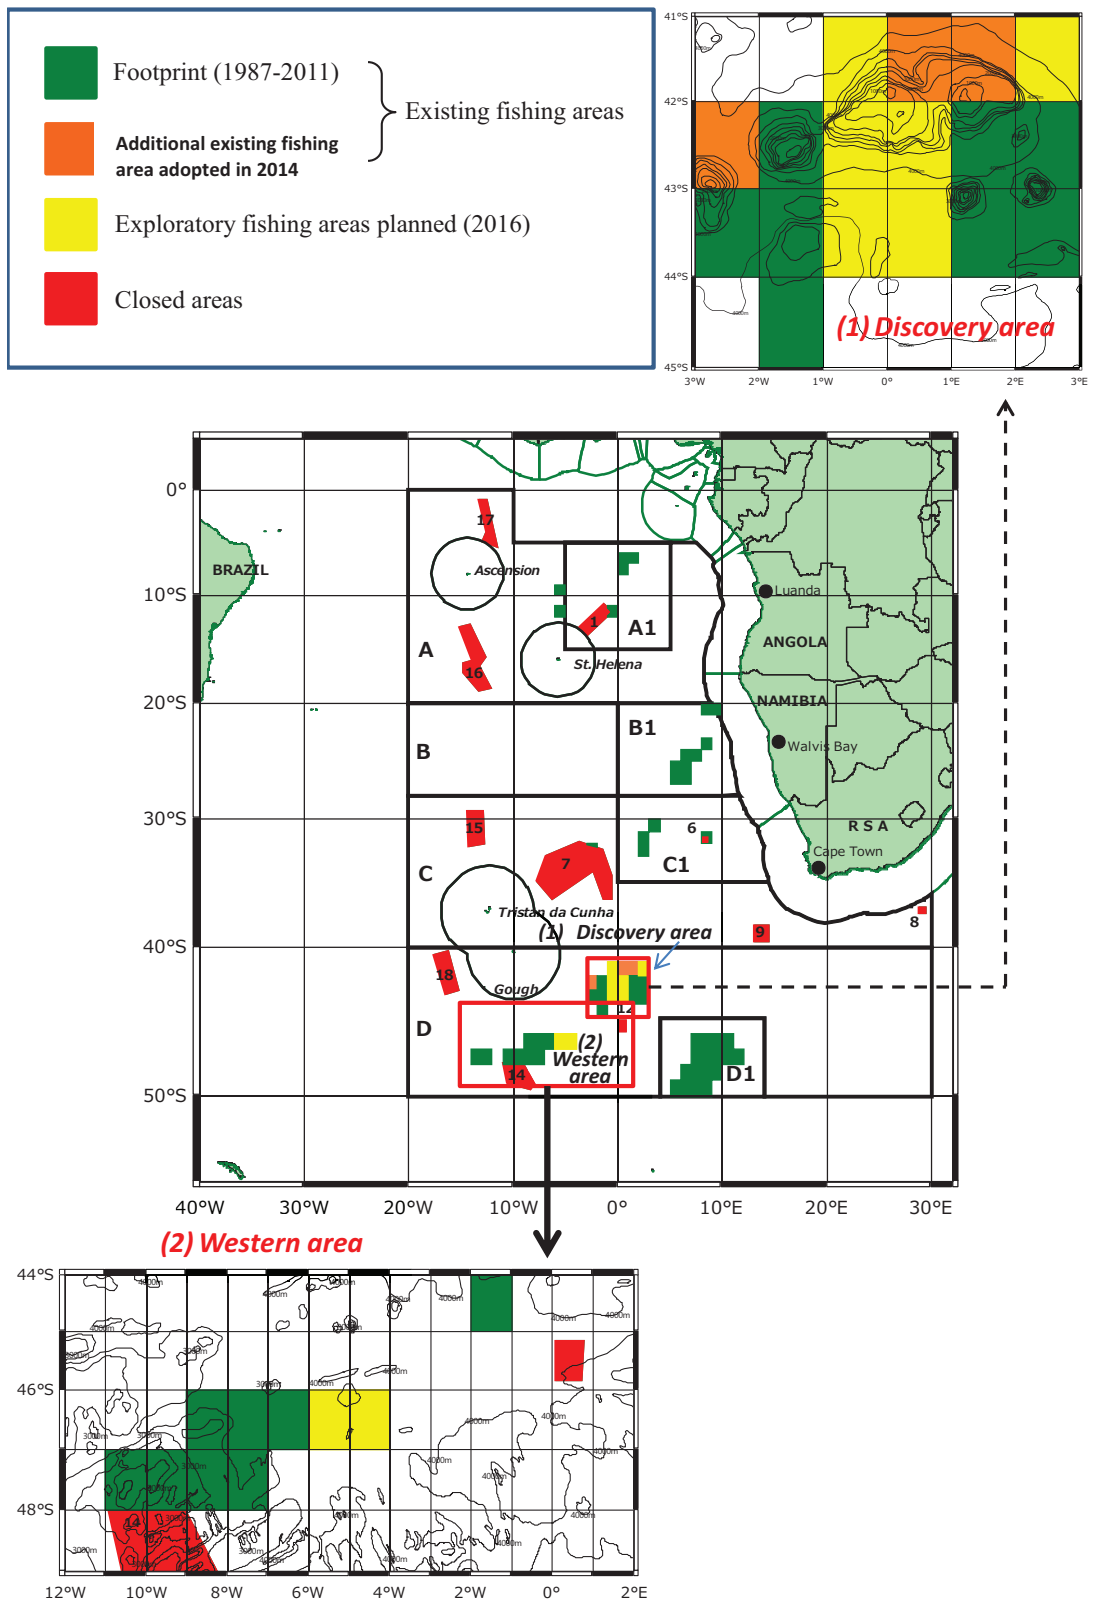 Footprint (1987-2011)
Existing fishing areas
Additional existing fishing
area adopted in 2014
Exploratory fishing areas planned (2016)
Closed areas
41°S
42°S
43°S
44°S
45°S
(1) Discovery area
3°W 2°W 1°W 0° 1°E 2°E 3°E
0°
10°S
20°S
30°S
40°S
50°S
17
Ascension
BRAZIL
Luanda
1
A1
A
ANGOLA
16
St. Helena
NAMIBIA
B1
B
Walvis Bay
15
6
R S A
7
C1
Cape Town
C
Tristan da Cunha
8
(1) Discovery area
9
18
Gough
12
D
(2)
Western
area
14
D1
40°W 30°W 20°W 10°W 0° 10°E 20°E 30°E
(2) Western area
44°S
46°S
48°S
4000m
3000m
14
12°W 10°W 8°W 6°W 4°W 2°W 0° 2°E